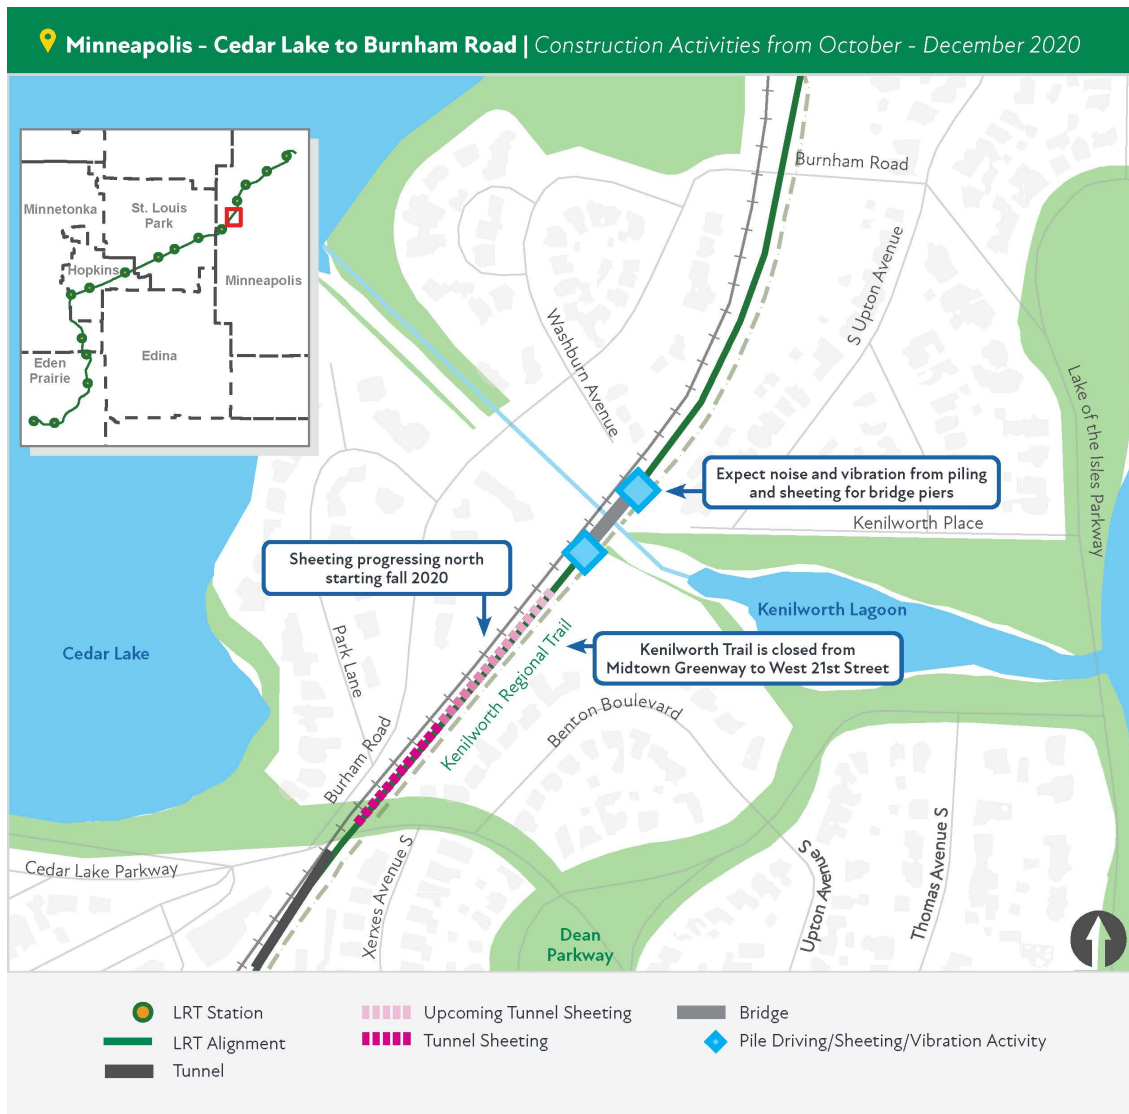 Minneapolis - Cedar Lake to Burnham Road | Construction Activities from October - December 2020
Minnetonka
St. Louis
Park
Hopkins
Minneapolis
Edina
Eden
Prairie
Burnham Road
S Upton Avenue
Washburn Avenue
Lake of the Isles Parkway
Expect noise and vibration from piling
and sheeting for bridge piers
Kenilworth Place
Sheeting progressing north
starting fall 2020
Kenilworth Lagoon
Cedar Lake
Kenilworth Trail is closed from
Midtown Greenway to West 21st Street
Kenilworth Regional Trail
Park Lane
Benton Boulevard
Burham Road
Cedar Lake Parkway
Xerxes Avenue S
Upton Avenue S
Thomas Avenue S
Dean
Parkway
LRT Station
LRT Alignment
Tunnel
Upcoming Tunnel Sheeting
Tunnel Sheeting
Bridge
Pile Driving/Sheeting/Vibration Activity